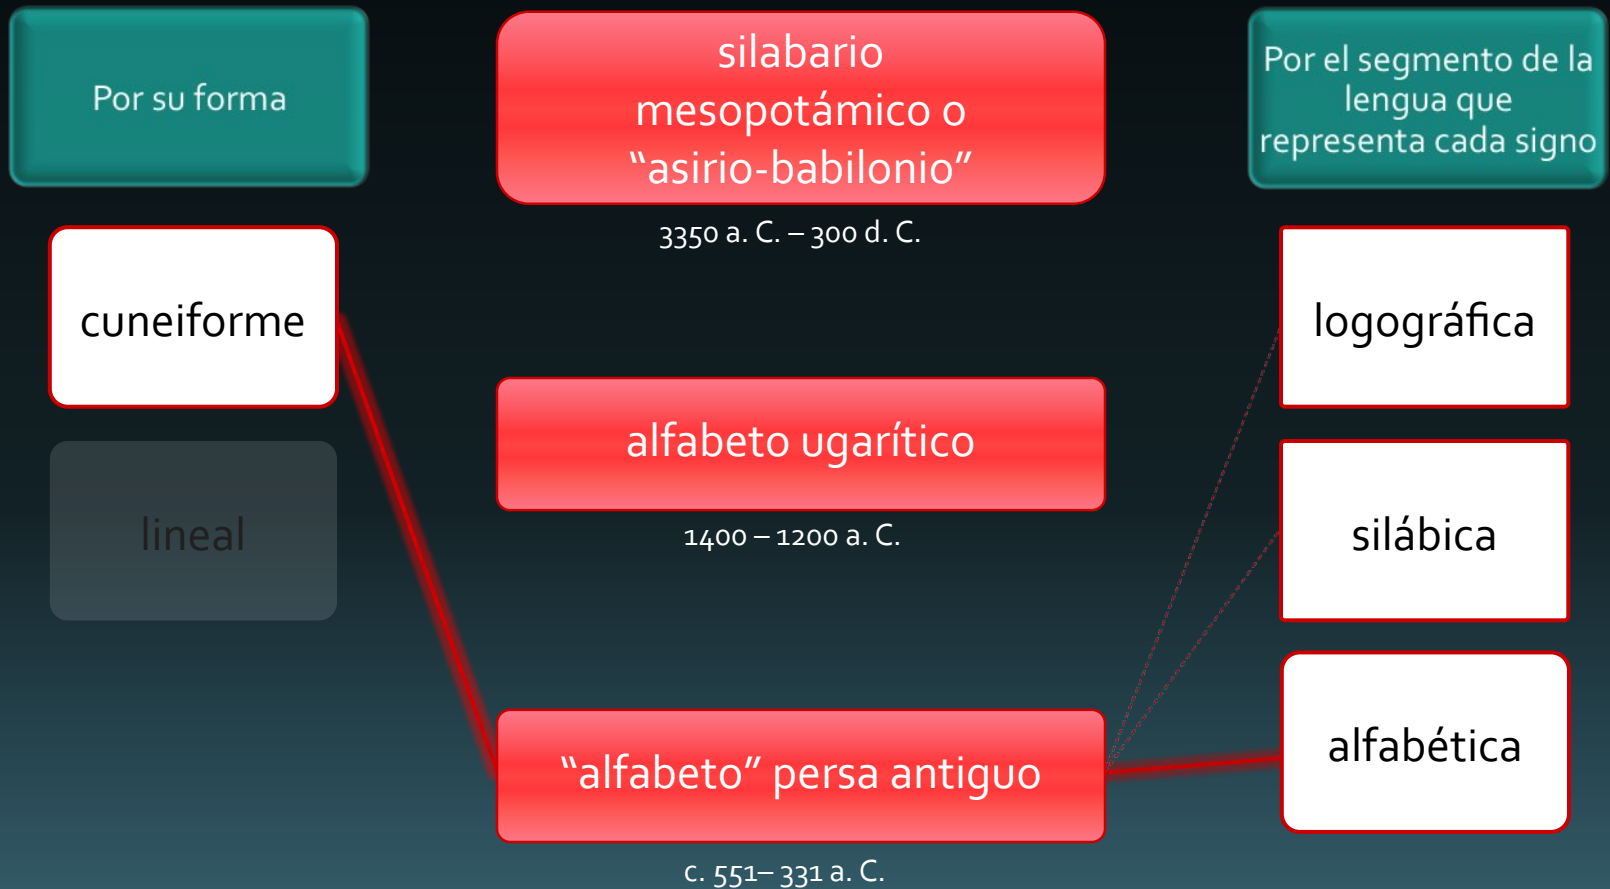 Por su forma
silabario
mesopotámico o
“asirio-babilonio”
3350 a. C. – 300 d. C.
Por el segmento de la
lengua que
representa cada signo
cuneiforme
logográfica
alfabeto ugarítico
1400 – 1200 a. C.
lineal
silábica
“alfabeto” persa antiguo
c. 551– 331 a. C.
alfabética